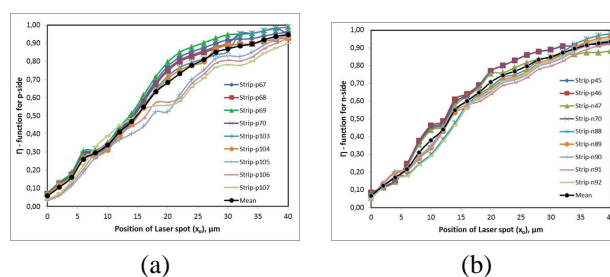 1,00
0,90
0,80
0,70
0,60
0,50
0,40
0,30
0,20
0,10
0,00
η - function for p-side
0 5 10 15 20 25 30 35 40
Position of Laser spot (x₀), μm
Strip-p67
Strip-p68
Strip-p69
Strip-p70
Strip-p103
Strip-p104
Strip-p105
Strip-p106
Strip-p107
Mean
(a)
1,00
0,90
0,80
0,70
0,60
0,50
0,40
0,30
0,20
0,10
0,00
η - function for n-side
0 5 10 15 20 25 30 35 40
Position of Laser spot (x₀), μm
Strip-p45
Strip-p46
Strip-n47
Strip-n70
Strip-n88
Strip-n89
Strip-n90
Strip-n91
Strip-n92
Mean
(b)